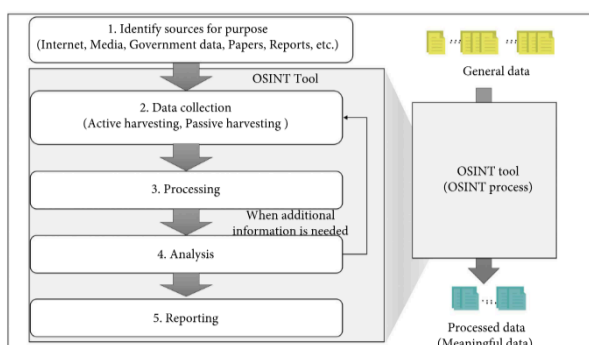 1. Identify sources for purpose
(Internet, Media, Government data, Papers, Reports, etc.)
OSINT Tool
2. Data collection
(Active harvesting, Passive harvesting )
3. Processing
When additional
information is needed
4. Analysis
5. Reporting
General data
OSINT tool
(OSINT process)
Processed data
(Meaningful data)